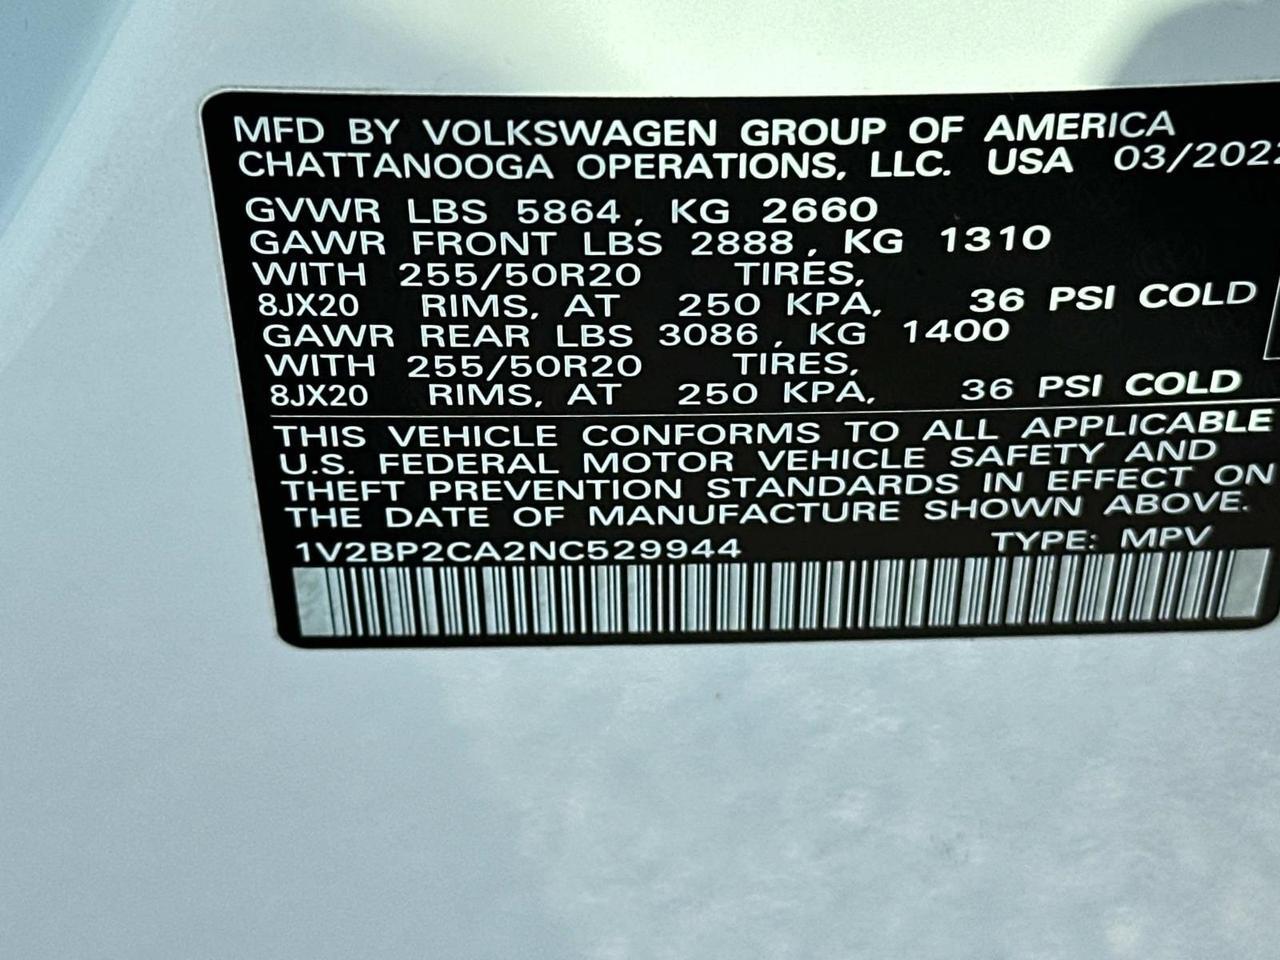 MFD BY VOLKSWAGEN GROUP OF AMERICA
CHATTANOOGA OPERATIONS, LLC. USA 03/2022
GVWR LBS 5864, KG 2660
GAWR FRONT LBS 2888, KG 1310
WITH 255/50R20 TIRES,
8JX20 RIMS, AT 250 KPA, 36 PSI COLD
GAWR REAR LBS 3086, KG 1400
WITH 255/50R20 TIRES,
8JX20 RIMS, AT 250 KPA, 36 PSI COLD
THIS VEHICLE CONFORMS TO ALL APPLICABLE
U.S. FEDERAL MOTOR VEHICLE SAFETY AND
THEFT PREVENTION STANDARDS IN EFFECT ON
THE DATE OF MANUFACTURE SHOWN ABOVE.
1V2BP2CA2NC529944 TYPE: MPV